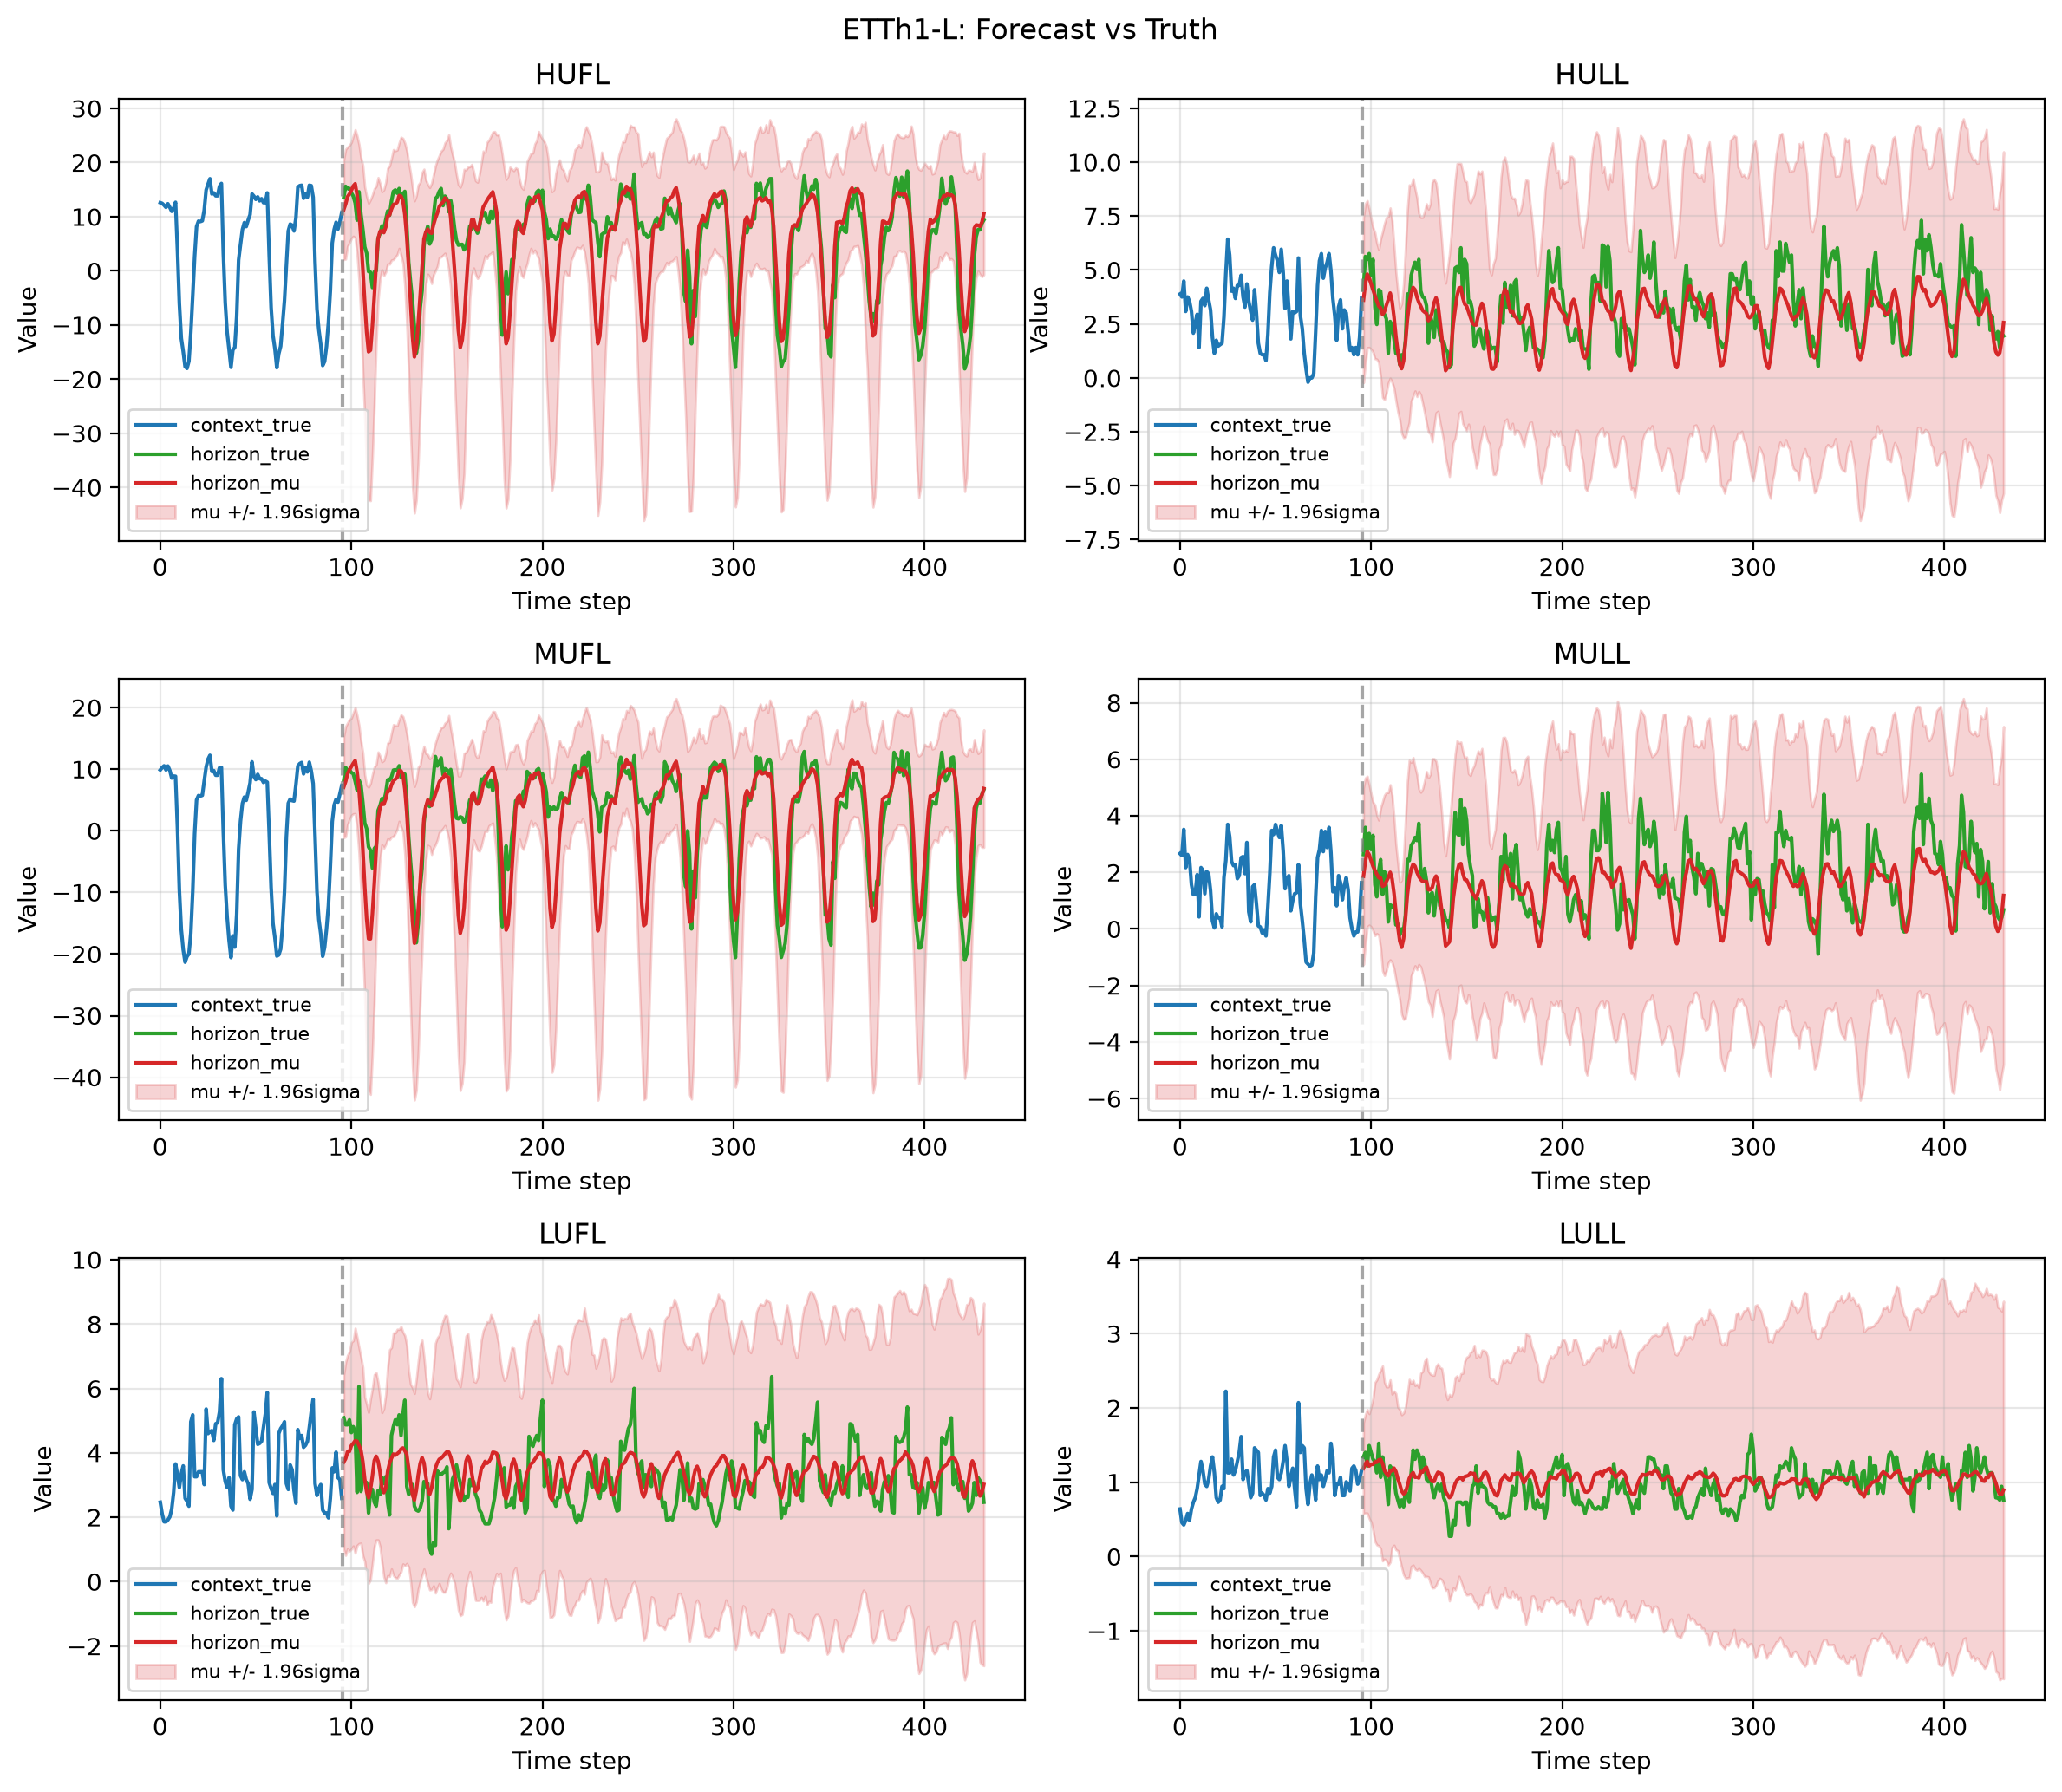 ETTh1-L: Forecast vs Truth
HUFL
30
20
10
0
−10
−20
−30
−40
Value
context_true
horizon_true
horizon_mu
mu +/- 1.96sigma
0 100 200 300 400
Time step
HULL
12.5
10.0
7.5
5.0
2.5
0.0
−2.5
−5.0
−7.5
Value
context_true
horizon_true
horizon_mu
mu +/- 1.96sigma
0 100 200 300 400
Time step
MUFL
20
10
0
−10
−20
−30
−40
Value
context_true
horizon_true
horizon_mu
mu +/- 1.96sigma
0 100 200 300 400
Time step
MULL
8
6
4
2
0
−2
−4
−6
Value
context_true
horizon_true
horizon_mu
mu +/- 1.96sigma
0 100 200 300 400
Time step
LUFL
10
8
6
4
2
0
−2
Value
context_true
horizon_true
horizon_mu
mu +/- 1.96sigma
0 100 200 300 400
Time step
LULL
4
3
2
1
0
−1
Value
context_true
horizon_true
horizon_mu
mu +/- 1.96sigma
0 100 200 300 400
Time step